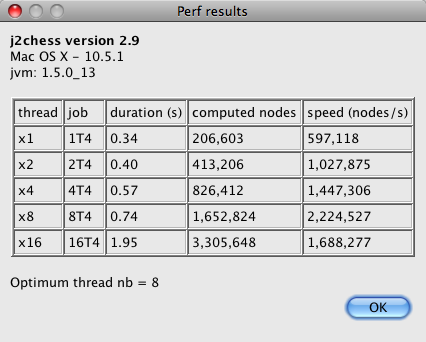 Perf results
j2chess version 2.9
Mac OS X - 10.5.1
jvm: 1.5.0_13
thread job duration (s) computed nodes speed (nodes/s)
x1 1T4 0.34 206,603 597,118
x2 2T4 0.40 413,206 1,027,875
x4 4T4 0.57 826,412 1,447,306
x8 8T4 0.74 1,652,824 2,224,527
x16 16T4 1.95 3,305,648 1,688,277
Optimum thread nb = 8
OK